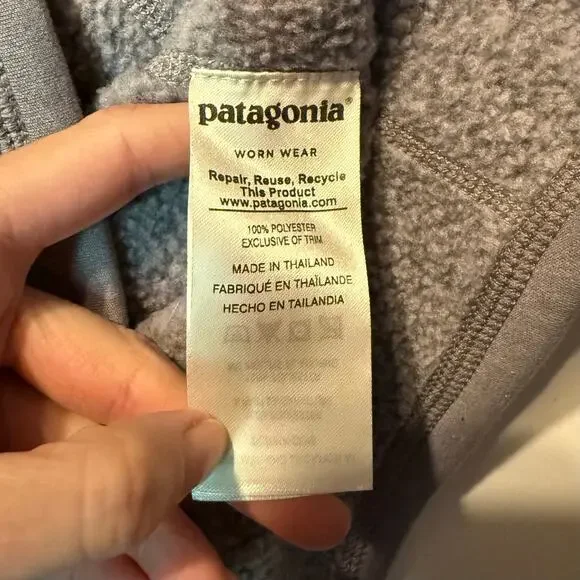 patagonia®
WORN WEAR
Repair, Reuse, Recycle
This Product
www.patagonia.com
100% POLYESTER
EXCLUSIVE OF TRIM
MADE IN THAILAND
FABRIQUÉ EN THAÏLANDE
HECHO EN TAILANDIA